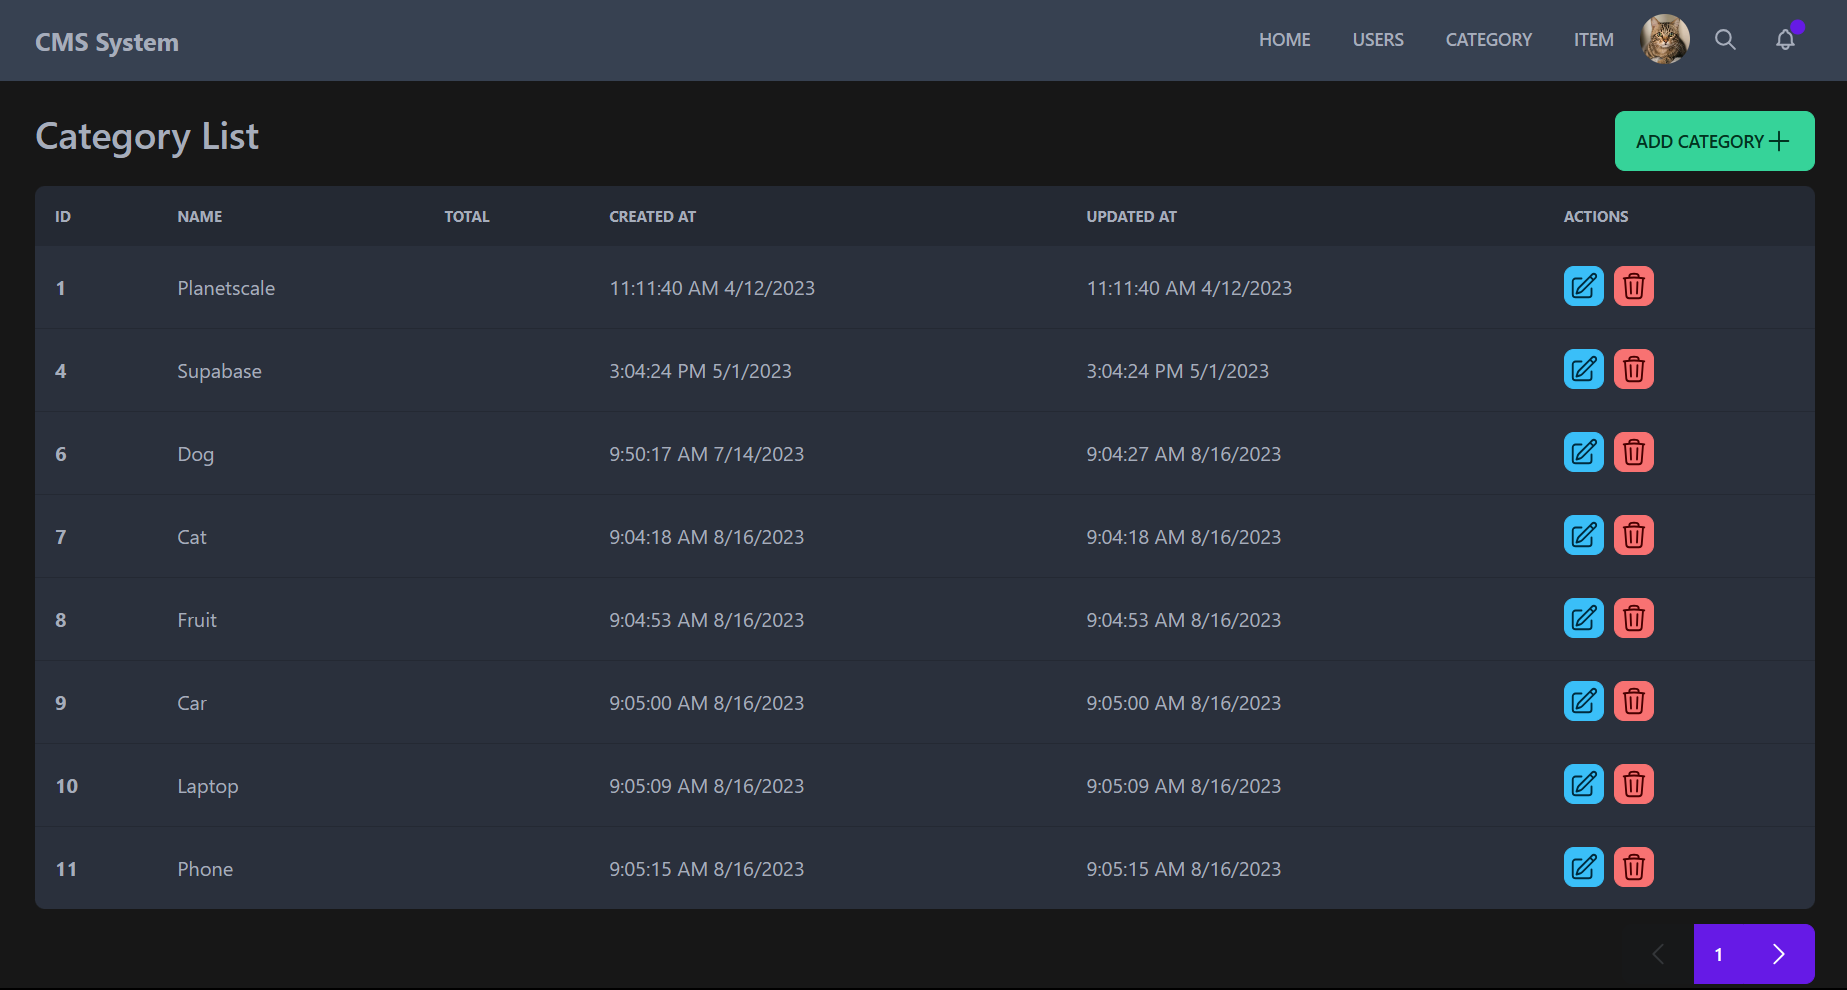 CMS System HOME USERS CATEGORY ITEM
Category List ADD CATEGORY
ID NAME TOTAL CREATED AT UPDATED AT ACTIONS
1 Planetscale 11:11:40 AM 4/12/2023 11:11:40 AM 4/12/2023
4 Supabase 3:04:24 PM 5/1/2023 3:04:24 PM 5/1/2023
6 Dog 9:50:17 AM 7/14/2023 9:04:27 AM 8/16/2023
7 Cat 9:04:18 AM 8/16/2023 9:04:18 AM 8/16/2023
8 Fruit 9:04:53 AM 8/16/2023 9:04:53 AM 8/16/2023
9 Car 9:05:00 AM 8/16/2023 9:05:00 AM 8/16/2023
10 Laptop 9:05:09 AM 8/16/2023 9:05:09 AM 8/16/2023
11 Phone 9:05:15 AM 8/16/2023 9:05:15 AM 8/16/2023
1